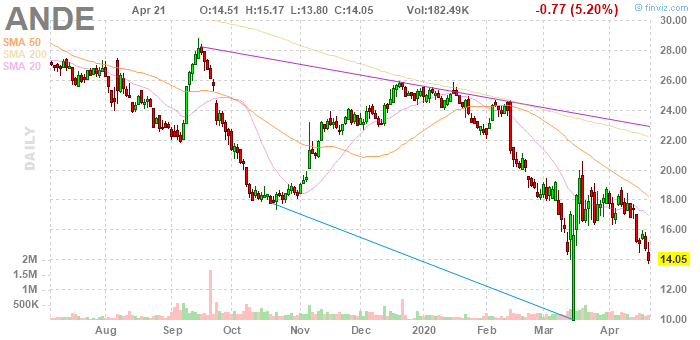 ANDE Apr 21 O:14.51 H:15.17 L:13.80 C:14.05 Vol:182.49K -0.77 (5.20%) © finviz.com
SMA 50
SMA 200
SMA 20
DAILY
30.00
28.00
26.00
24.00
22.00
20.00
18.00
16.00
14.05
12.00
10.00
2M
1.5M
1M
500K
Aug Sep Oct Nov Dec 2020 Feb Mar Apr